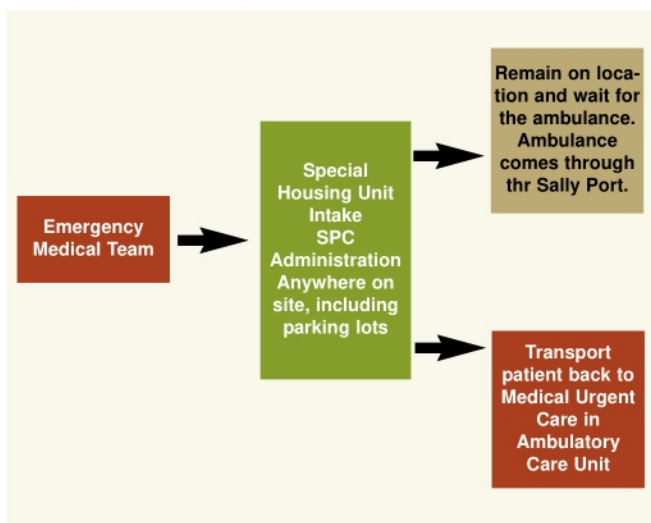 Emergency
Medical Team
Special
Housing Unit
Intake
SPC
Administration
Anywhere on
site, including
parking lots
Remain on loca-
tion and wait for
the ambulance.
Ambulance
comes through
thr Sally Port.
Transport
patient back to
Medical Urgent
Care in
Ambulatory
Care Unit